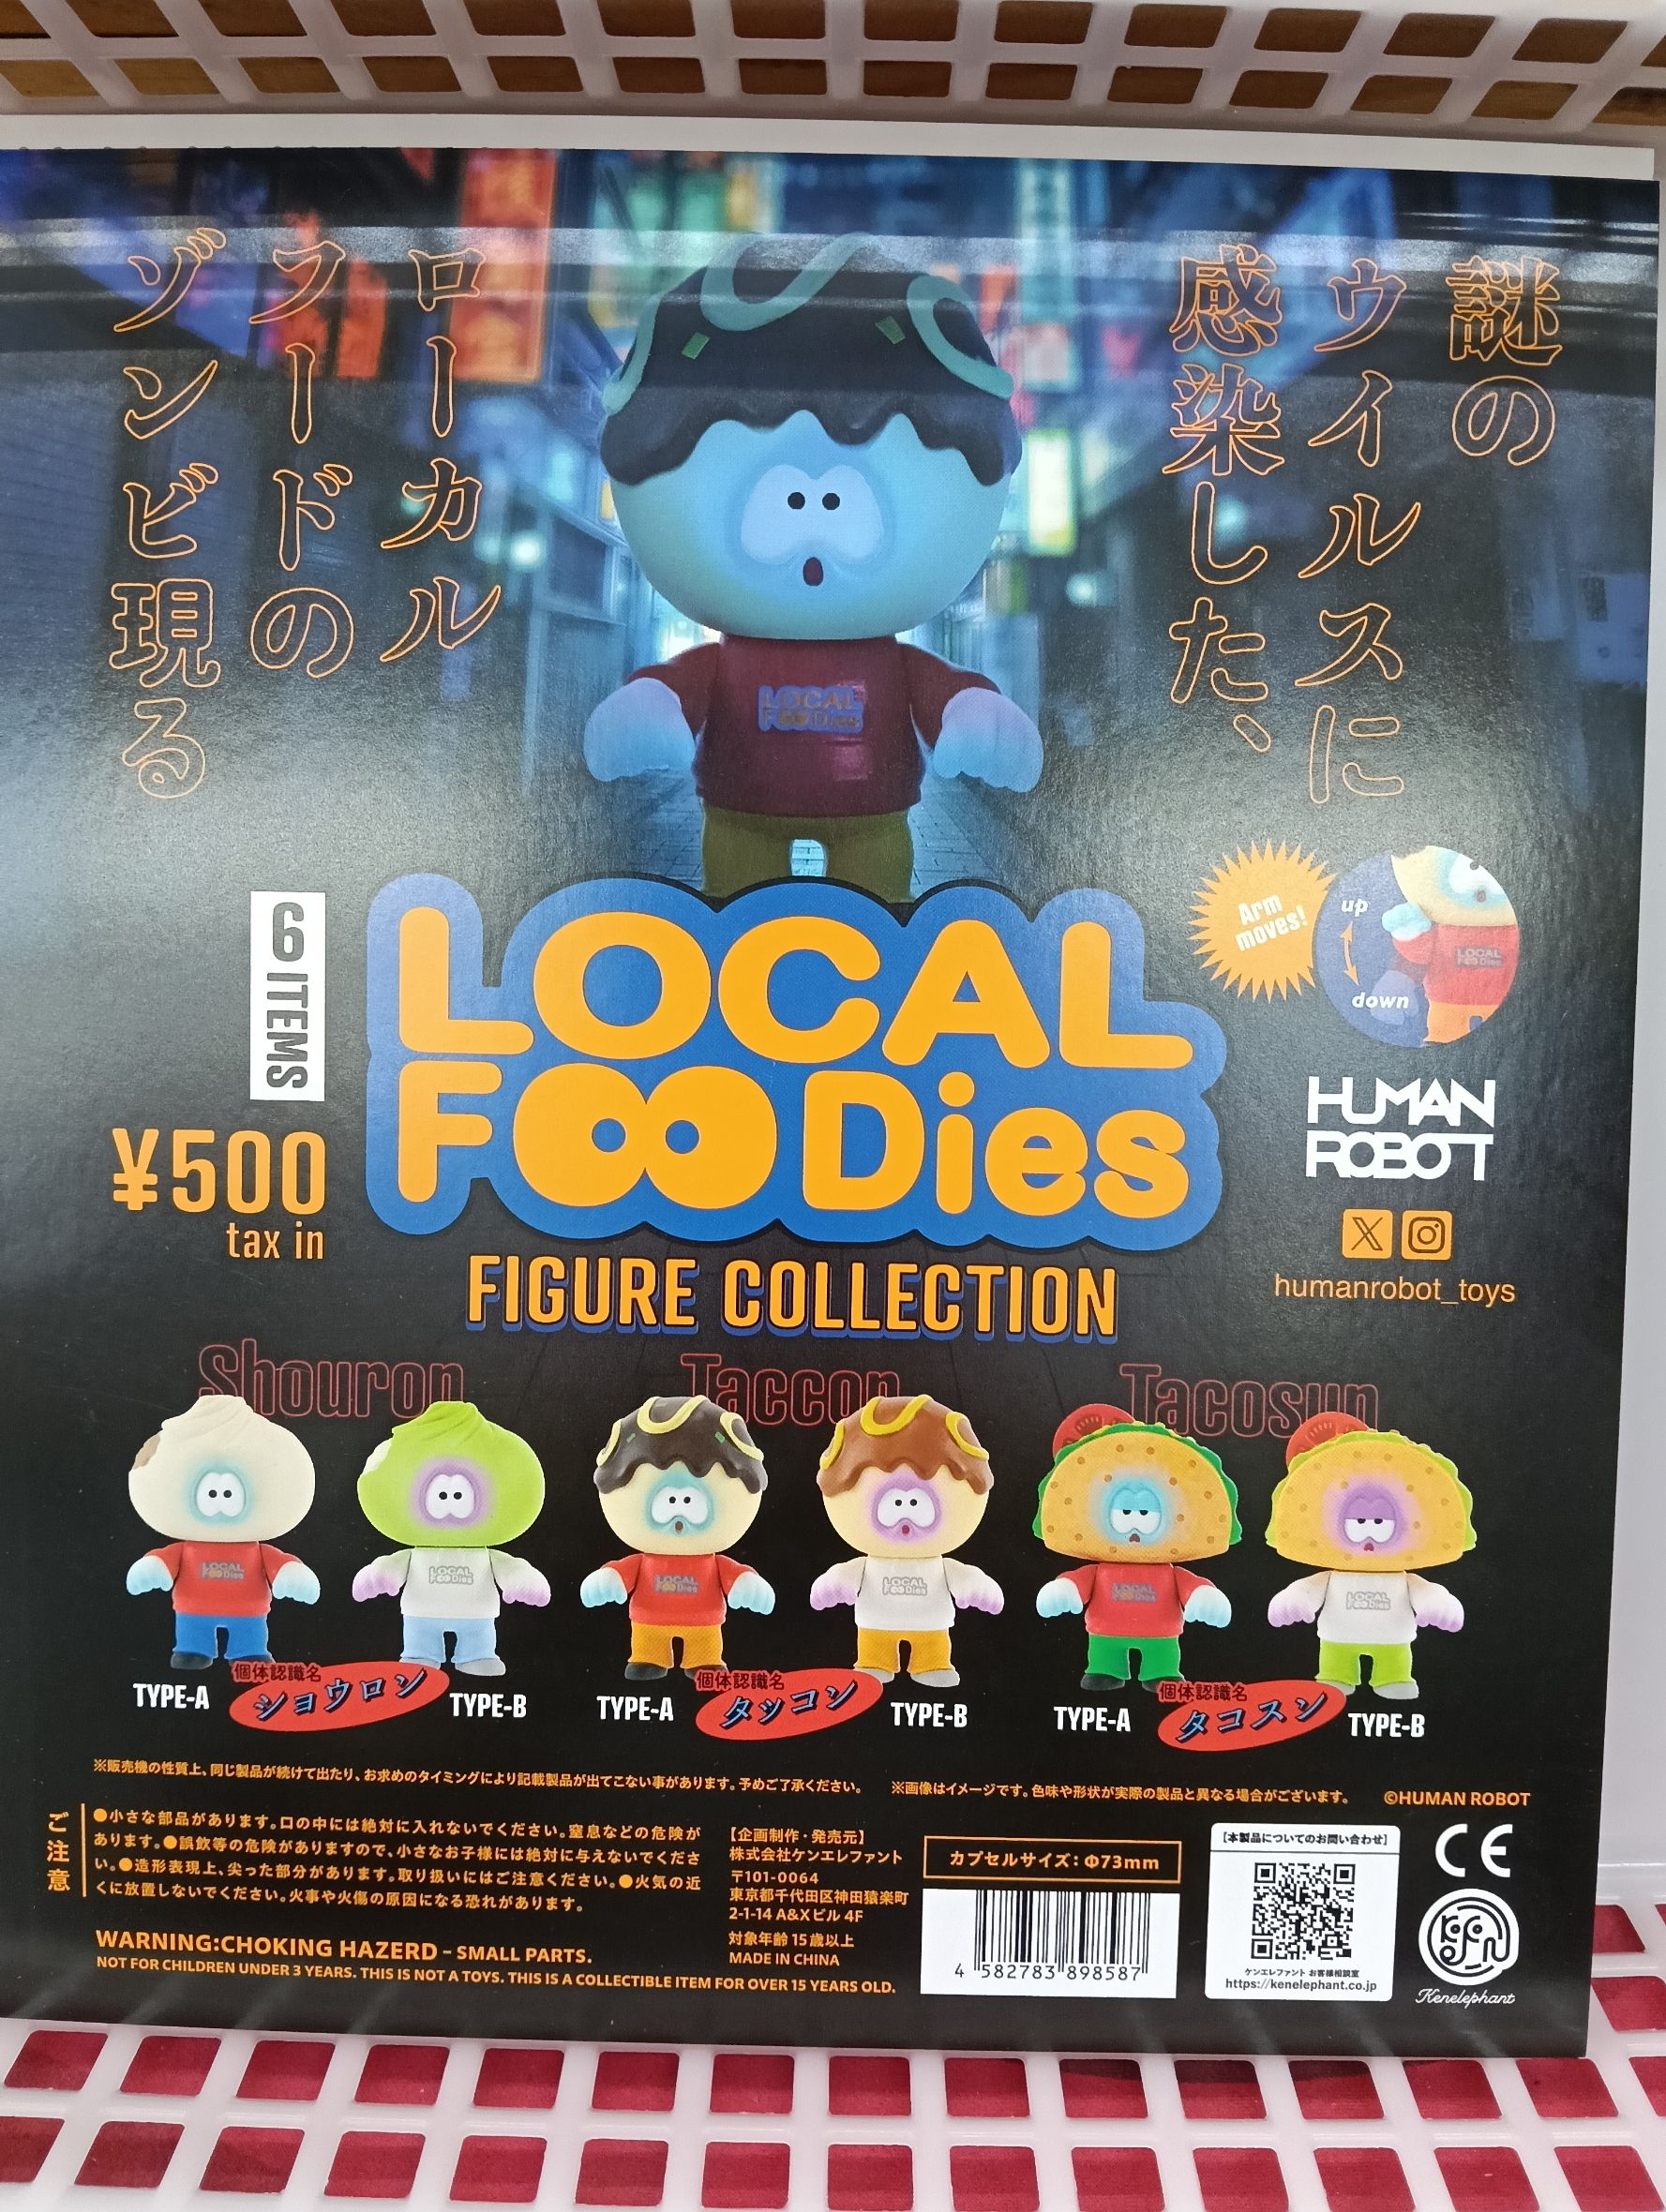 謎の
ウイルスに
感染した、
ローカル
フードの
ゾンビ現る
LOCAL
FOODies
Arm
moves!
up
down
LOCAL
FOODies
6 ITEMS
¥500
tax in
LOCAL
FOODies
FIGURE COLLECTION
HUMAN
ROBOT
humanrobot_toys
Shouron
Taccon
Tacosun
LOCAL
FOODies
LOCAL
FOODies
LOCAL
FOODies
LOCAL
FOODies
LOCAL
FOODies
LOCAL
FOODies
TYPE-A
個体認識名
ショウロン
TYPE-B
TYPE-A
個体認識名
タッコン
TYPE-B
TYPE-A
個体認識名
タコスン
TYPE-B
※販売機の性質上、同じ製品が続けて出たり、お求めのタイミングにより記載製品が出てこない事があります。予めご了承ください。
※画像はイメージです。色味や形状が実際の製品と異なる場合がございます。
©HUMAN ROBOT
ご注意
●小さな部品があります。口の中には絶対に入れないでください。窒息などの危険が
あります。●誤飲等の危険がありますので、小さなお子様には絶対に与えないでくださ
い。●造形表現上、尖った部分があります。取り扱いにはご注意ください。●火気の近
くに放置しないでください。火事や火傷の原因になる恐れがあります。
WARNING:CHOKING HAZERD – SMALL PARTS.
NOT FOR CHILDREN UNDER 3 YEARS. THIS IS NOT A TOYS. THIS IS A COLLECTIBLE ITEM FOR OVER 15 YEARS OLD.
【企画制作・発売元】
株式会社ケンエレファント
〒101-0064
東京都千代田区神田猿楽町
2-1-14 A&Xビル 4F
対象年齢 15歳以上
MADE IN CHINA
カプセルサイズ：Φ73mm
4 582783 898587
【本製品についてのお問い合わせ】
ケンエレファント お客様相談室
https://kenelephant.co.jp
CE
Kenelephant